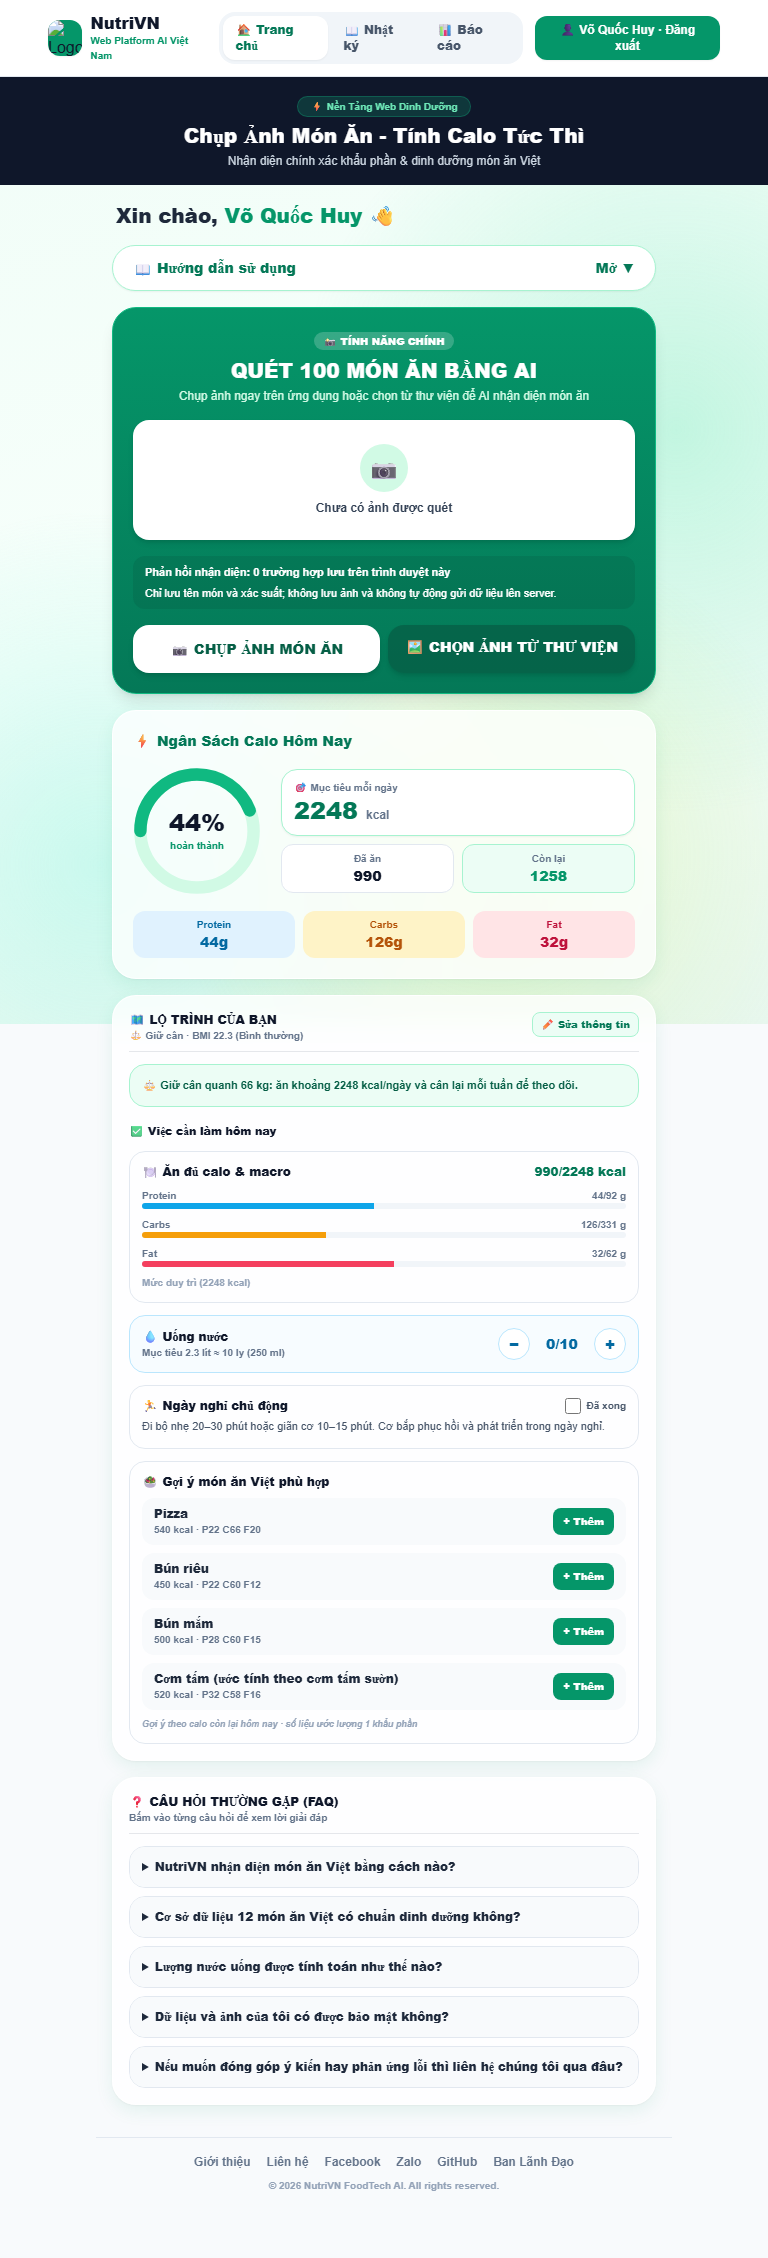 Logo
NutriVN
Web Platform AI Việt
Nam
🏠 Trang
chủ
📖 Nhật
ký
📊 Báo
cáo
👤 Võ Quốc Huy · Đăng
xuất
⚡ Nền Tảng Web Dinh Dưỡng
Chụp Ảnh Món Ăn - Tính Calo Tức Thì
Nhận diện chính xác khẩu phần & dinh dưỡng món ăn Việt
Xin chào, Võ Quốc Huy 👋
📖 Hướng dẫn sử dụng
Mở ▼
📷 TÍNH NĂNG CHÍNH
QUÉT 100 MÓN ĂN BẰNG AI
Chụp ảnh ngay trên ứng dụng hoặc chọn từ thư viện để AI nhận diện món ăn
📷
Chưa có ảnh được quét
Phản hồi nhận diện: 0 trường hợp lưu trên trình duyệt này
Chỉ lưu tên món và xác suất; không lưu ảnh và không tự động gửi dữ liệu lên server.
📷 CHỤP ẢNH MÓN ĂN
🖼️ CHỌN ẢNH TỪ THƯ VIỆN
⚡ Ngân Sách Calo Hôm Nay
44%
hoàn thành
🎯 Mục tiêu mỗi ngày
2248 kcal
Đã ăn
990
Còn lại
1258
Protein
44g
Carbs
126g
Fat
32g
🗺️ LỘ TRÌNH CỦA BẠN
⚖️ Giữ cân · BMI 22.3 (Bình thường)
✏️ Sửa thông tin
⚖️ Giữ cân quanh 66 kg: ăn khoảng 2248 kcal/ngày và cân lại mỗi tuần để theo dõi.
✅ Việc cần làm hôm nay
🍽️ Ăn đủ calo & macro
990/2248 kcal
Protein
44/92 g
Carbs
126/331 g
Fat
32/62 g
Mức duy trì (2248 kcal)
💧 Uống nước
Mục tiêu 2.3 lít ≈ 10 ly (250 ml)
− 0/10 +
🏃 Ngày nghỉ chủ động
Đã xong
Đi bộ nhẹ 20–30 phút hoặc giãn cơ 10–15 phút. Cơ bắp phục hồi và phát triển trong ngày nghỉ.
🥗 Gợi ý món ăn Việt phù hợp
Pizza
540 kcal · P22 C66 F20
+ Thêm
Bún riêu
450 kcal · P22 C60 F12
+ Thêm
Bún mắm
500 kcal · P28 C60 F15
+ Thêm
Cơm tấm (ước tính theo cơm tấm sườn)
520 kcal · P32 C58 F16
+ Thêm
Gợi ý theo calo còn lại hôm nay · số liệu ước lượng 1 khẩu phần
❓ CÂU HỎI THƯỜNG GẶP (FAQ)
Bấm vào từng câu hỏi để xem lời giải đáp
▶ NutriVN nhận diện món ăn Việt bằng cách nào?
▶ Cơ sở dữ liệu 12 món ăn Việt có chuẩn dinh dưỡng không?
▶ Lượng nước uống được tính toán như thế nào?
▶ Dữ liệu và ảnh của tôi có được bảo mật không?
▶ Nếu muốn đóng góp ý kiến hay phản ứng lỗi thì liên hệ chúng tôi qua đâu?
Giới thiệu Liên hệ Facebook Zalo GitHub Ban Lãnh Đạo
© 2026 NutriVN FoodTech AI. All rights reserved.